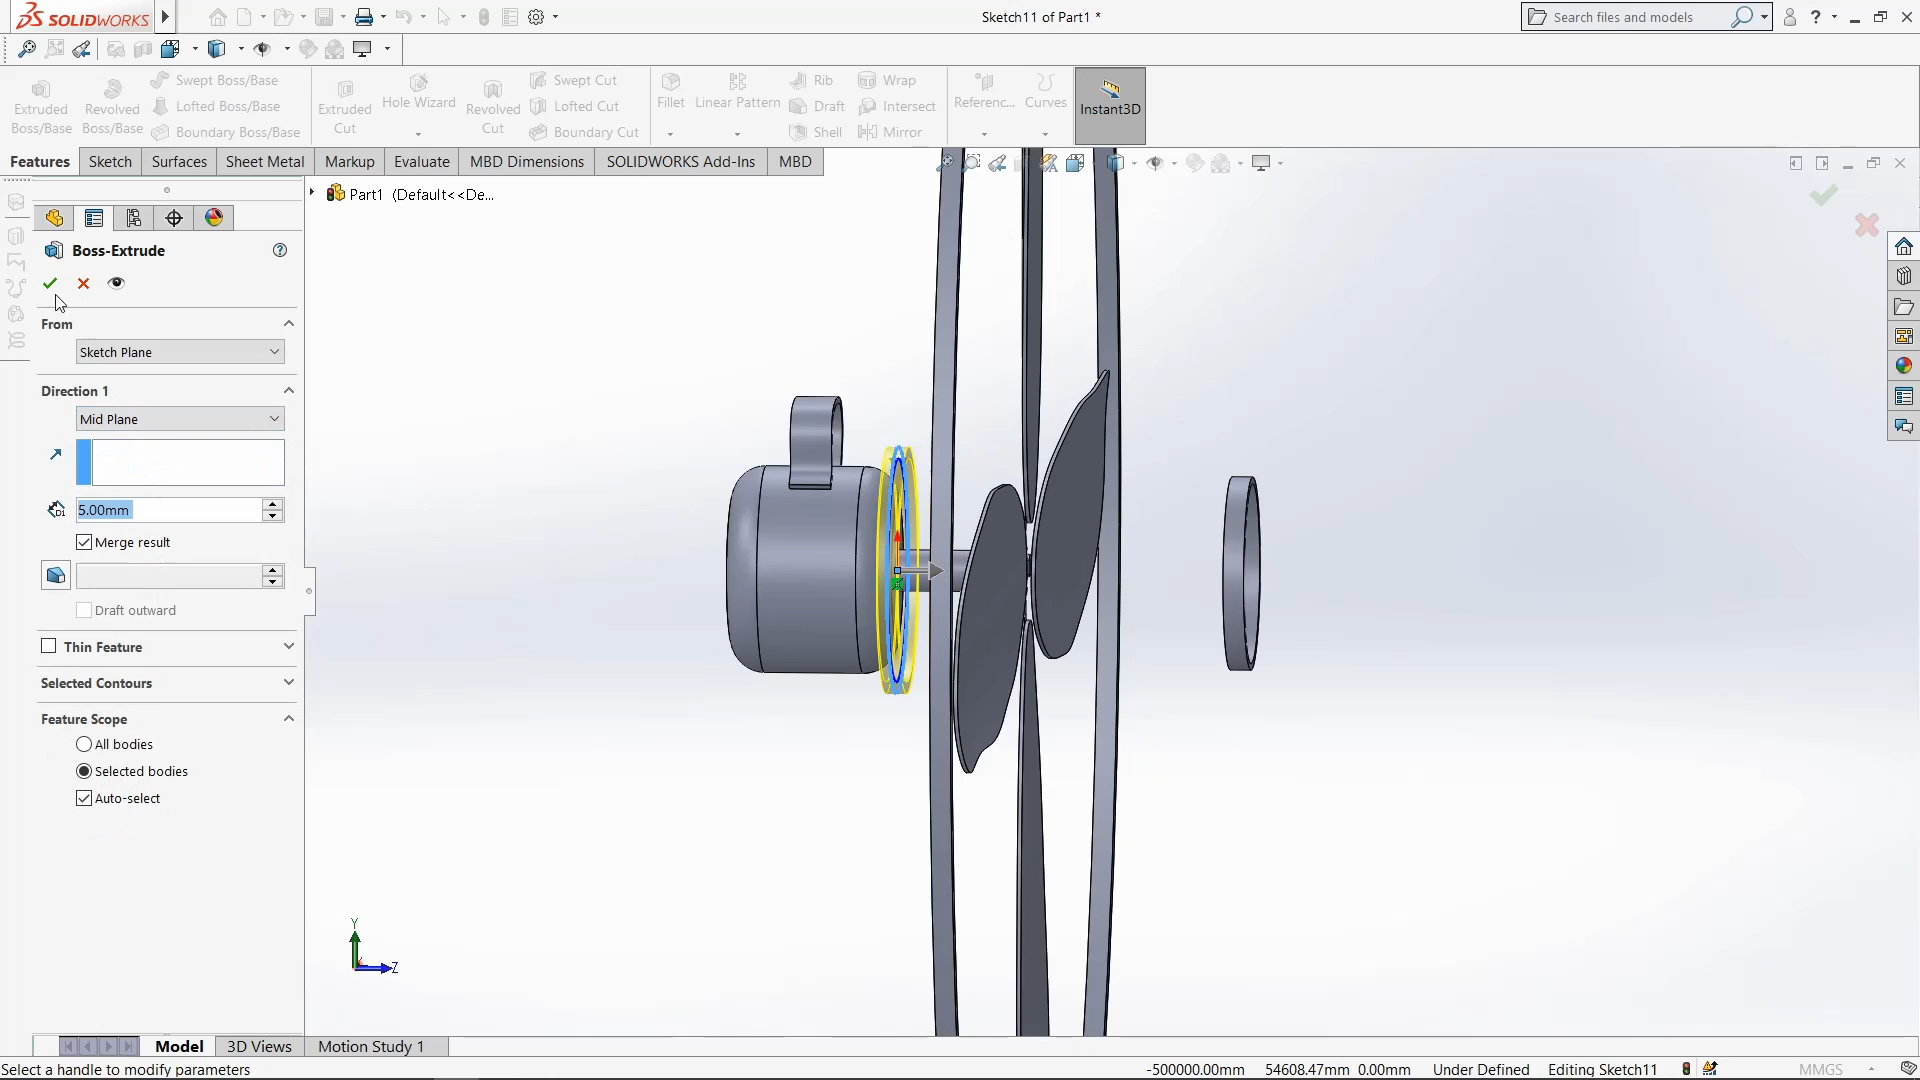 SOLIDWORKS
Sketch11 of Part1 *
Search files and models
?
Extruded Boss/Base
Revolved Boss/Base
Swept Boss/Base
Lofted Boss/Base
Boundary Boss/Base
Extruded Cut
Hole Wizard
Revolved Cut
Swept Cut
Lofted Cut
Boundary Cut
Fillet
Linear Pattern
Rib
Draft
Shell
Wrap
Intersect
Mirror
Referenc...
Curves
Instant3D
Features
Sketch
Surfaces
Sheet Metal
Markup
Evaluate
MBD Dimensions
SOLIDWORKS Add-Ins
MBD
Part1 (Default<<De...
Boss-Extrude
From
Sketch Plane
Direction 1
Mid Plane
5.00mm
Merge result
Draft outward
Thin Feature
Selected Contours
Feature Scope
All bodies
Selected bodies
Auto-select
Y
Z
Model
3D Views
Motion Study 1
Select a handle to modify parameters
-500000.00mm
54608.47mm
0.00mm
Under Defined
Editing Sketch11
MMGS